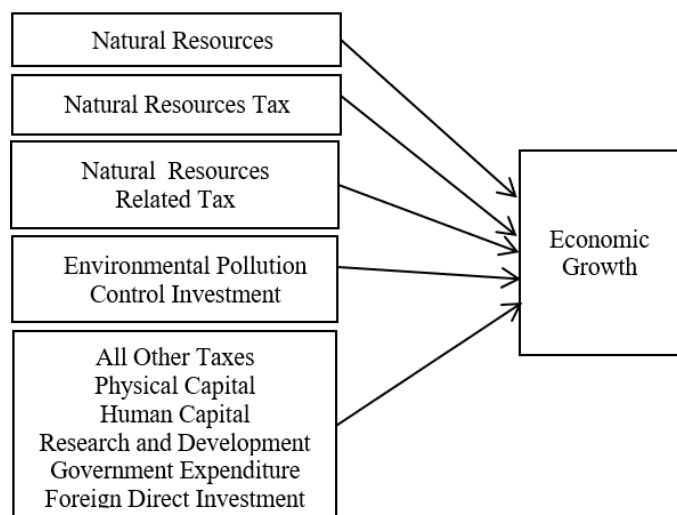 Natural Resources
Natural Resources Tax
Natural Resources
Related Tax
Environmental Pollution
Control Investment
All Other Taxes
Physical Capital
Human Capital
Research and Development
Government Expenditure
Foreign Direct Investment
Economic
Growth